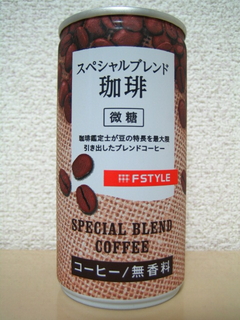 スペシャルブレンド
珈琲
微糖
珈琲鑑定士が豆の特長を最大限
引き出したブレンドコーヒー
FSTYLE
SPECIAL BLEND
COFFEE
コーヒー/無香料